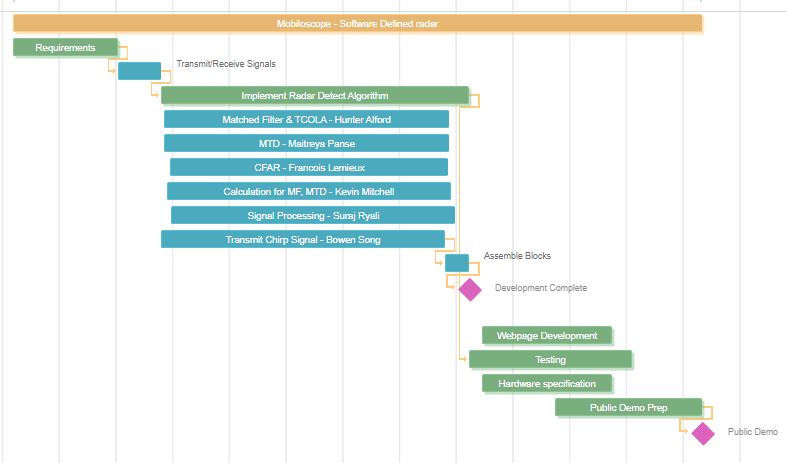 Mobiloscope - Software Defined radar
Requirements
Transmit/Receive Signals
Implement Radar Detect Algorithm
Matched Filter & TCOLA - Hunter Alford
MTD - Maitreya Panse
CFAR - Francois Lemieux
Calculation for MF, MTD - Kevin Mitchell
Signal Processing - Suraj Ryali
Transmit Chirp Signal - Bowen Song
Assemble Blocks
Development Complete
Webpage Development
Testing
Hardware specification
Public Demo Prep
Public Demo